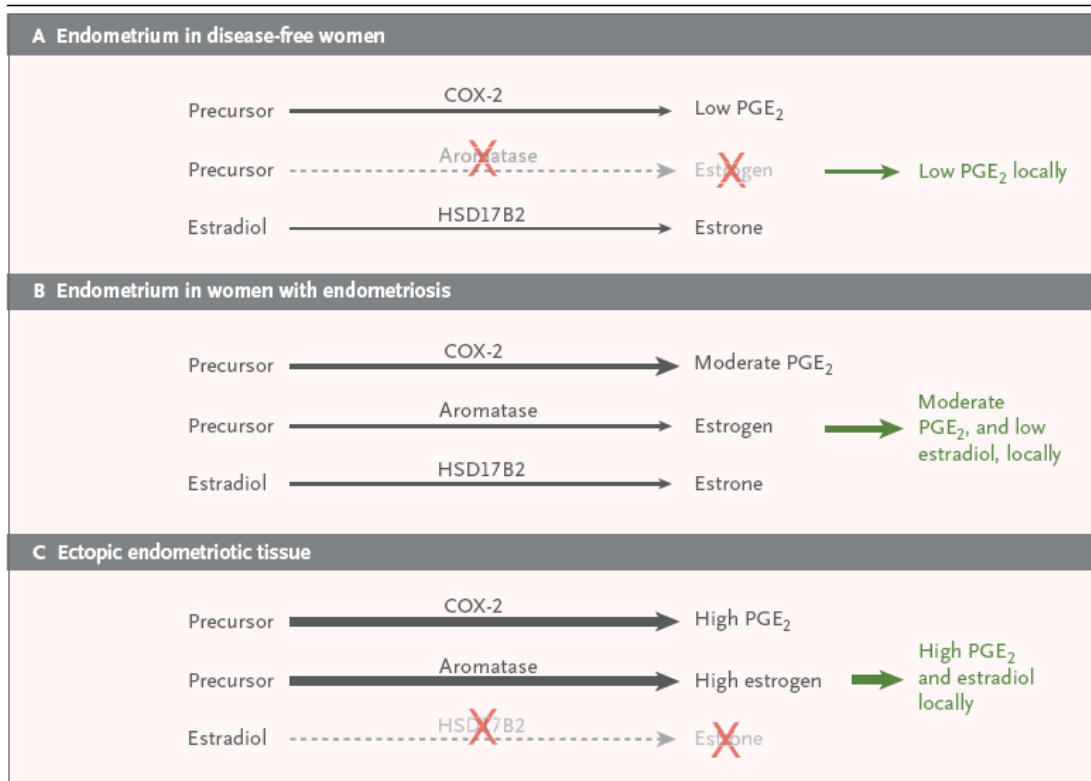 A Endometrium in disease-free women
COX-2
Precursor Low PGE₂
Aromatase
Precursor Estrogen Low PGE₂ locally
HSD17B2
Estradiol Estrone
B Endometrium in women with endometriosis
COX-2
Precursor Moderate PGE₂
Aromatase
Precursor Estrogen
Moderate
PGE₂, and low
estradiol, locally
HSD17B2
Estradiol Estrone
C Ectopic endometriotic tissue
COX-2
Precursor High PGE₂
Aromatase
Precursor High estrogen
High PGE₂
and estradiol
locally
HSD17B2
Estradiol Estrone